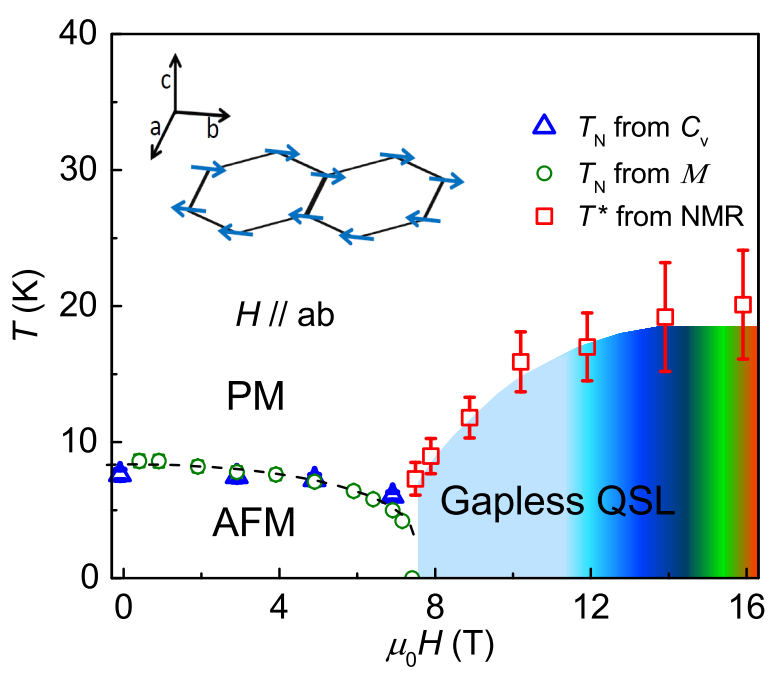 40
30
20
10
0
T (K)
c
a
b
T_N from C_v
T_N from M
T* from NMR
H // ab
PM
AFM
Gapless QSL
0
4
8
12
16
μ₀H (T)